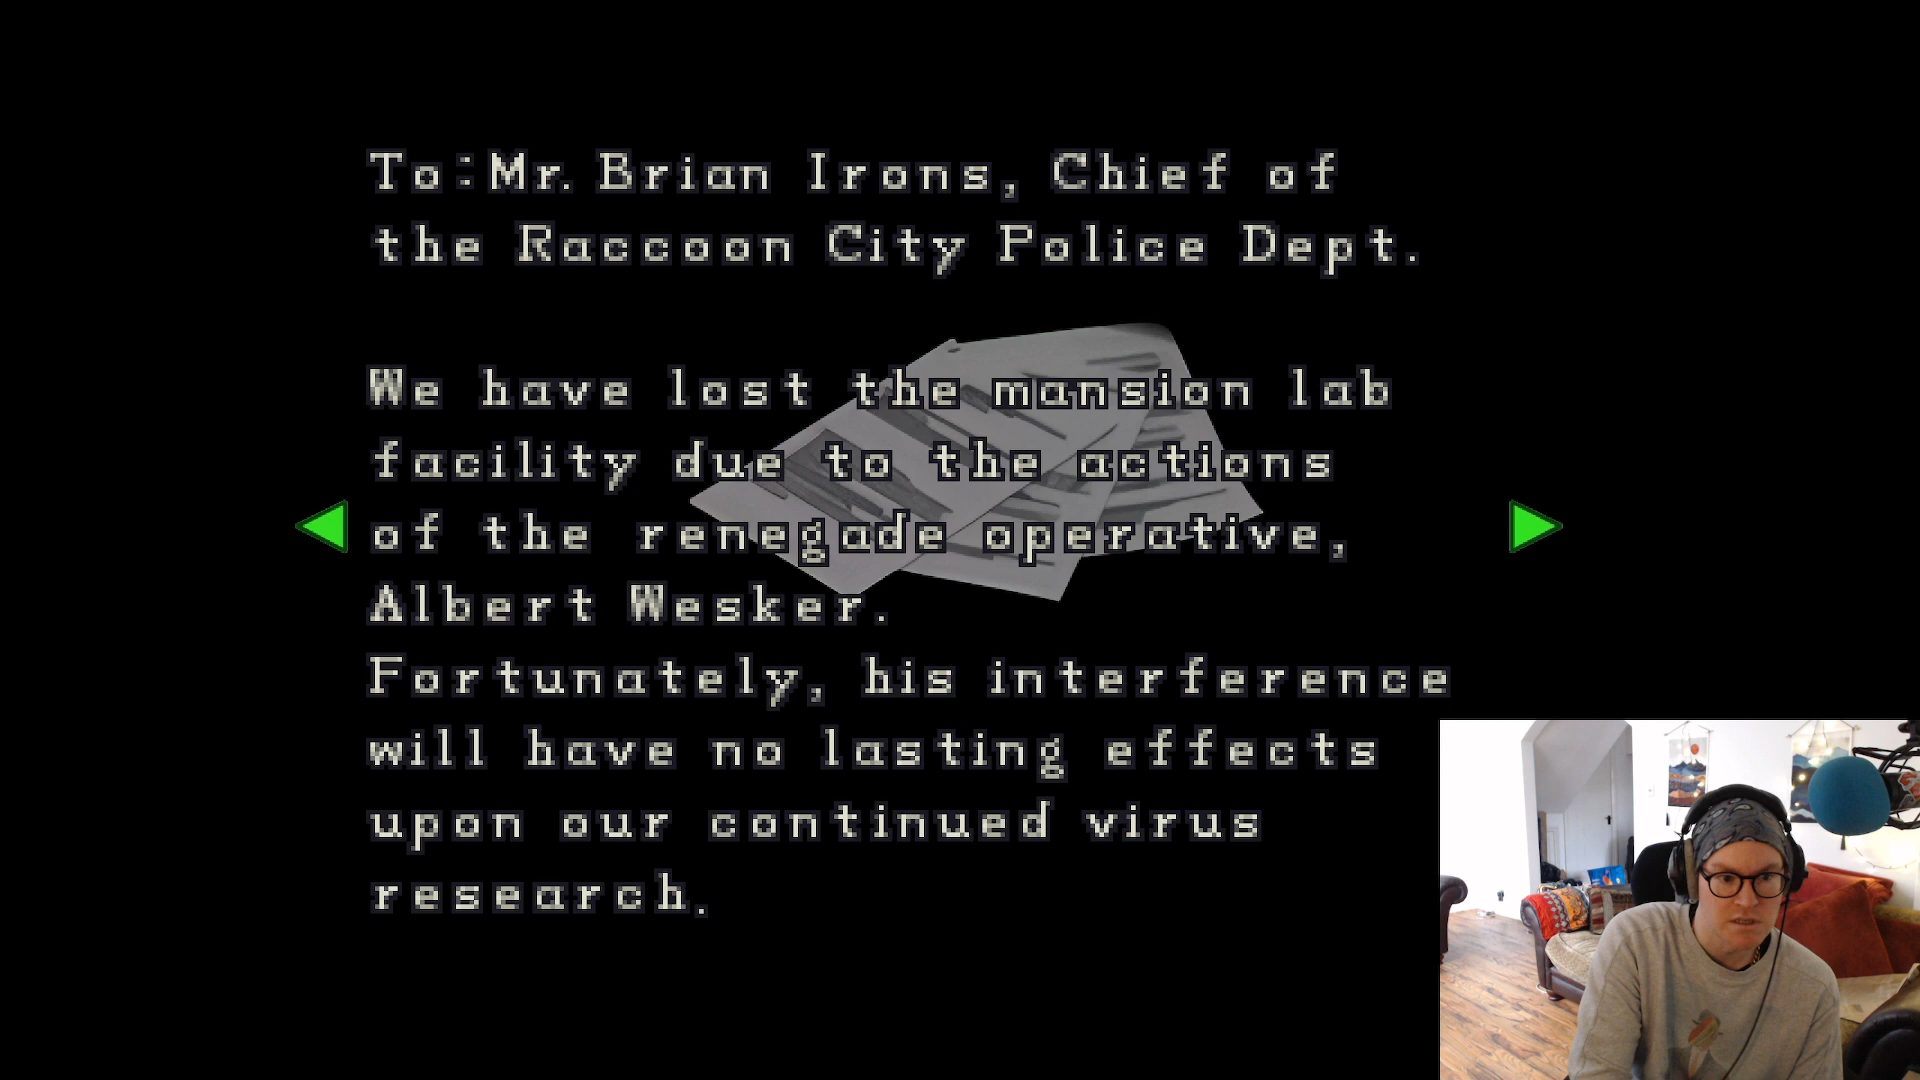 To:Mr. Brian Irons, Chief of
the Raccoon City Police Dept.
We have lost the mansion lab
facility due to the actions
of the renegade operative,
Albert Wesker.
Fortunately, his interference
will have no lasting effects
upon our continued virus
research.